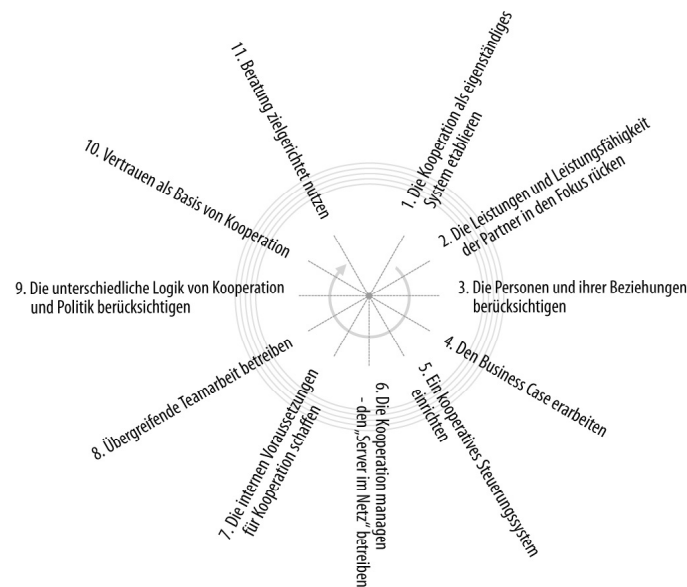 1. Die Kooperation als eigenständiges
System etablieren
2. Die Leistungen und Leistungsfähigkeit
der Partner in den Fokus rücken
3. Die Personen und ihrer Beziehungen
berücksichtigen
4. Den Business Case erarbeiten
5. Ein kooperatives Steuerungssystem
einrichten
6. Die Kooperation managen
- den „Server im Netz“ betreiben
7. Die internen Voraussetzungen
für Kooperation schaffen
8. Übergreifende Teamarbeit betreiben
9. Die unterschiedliche Logik von Kooperation
und Politik berücksichtigen
10. Vertrauen als Basis von Kooperation
11. Beratung zielgerichtet nutzen